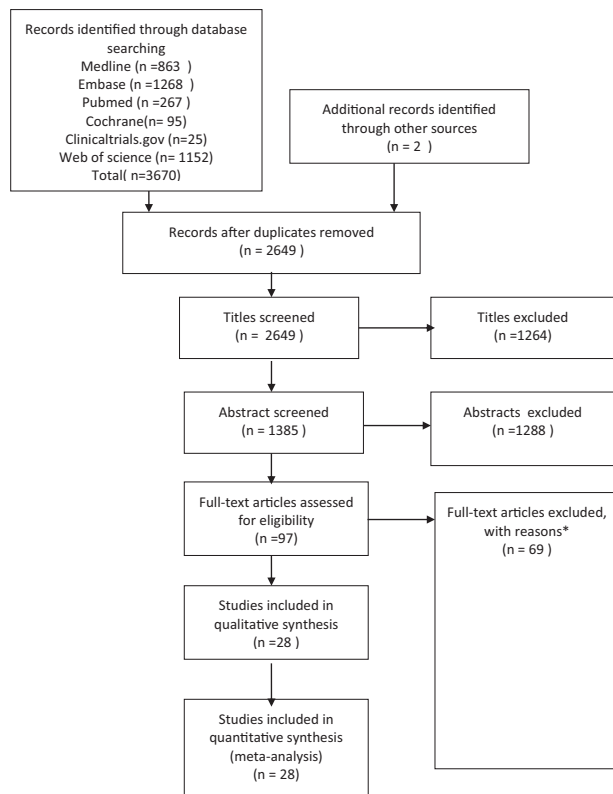 Records identified through database
searching
Medline (n =863 )
Embase (n =1268 )
Pubmed (n =267 )
Cochrane(n= 95)
Clinicaltrials.gov (n=25)
Web of science (n= 1152)
Total( n=3670)
Additional records identified
through other sources
(n = 2 )
Records after duplicates removed
(n = 2649 )
Titles screened
(n = 2649 )
Titles excluded
(n =1264)
Abstract screened
(n = 1385 )
Abstracts excluded
(n =1288 )
Full-text articles assessed
for eligibility
(n =97)
Full-text articles excluded,
with reasons*
(n = 69 )
Studies included in
qualitative synthesis
(n =28 )
Studies included in
quantitative synthesis
(meta-analysis)
(n = 28)